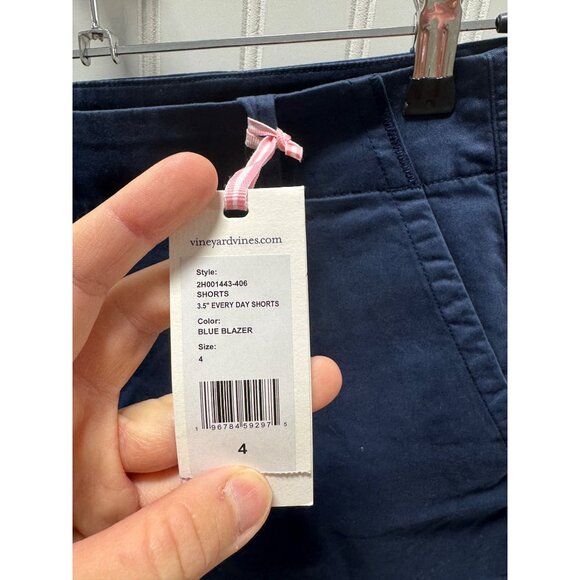 vineyardvines.com
Style:
2H001443-406
SHORTS
3.5" EVERY DAY SHORTS
Color:
BLUE BLAZER
Size:
4
1 96784 59297 5
4